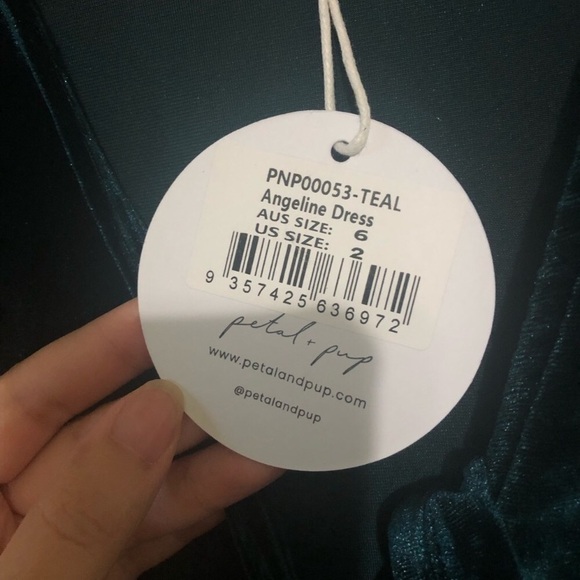 PNP00053-TEAL
Angeline Dress
AUS SIZE: 6
US SIZE: 2
9 357425 636972
petal + pup
www.petalandpup.com
@petalandpup